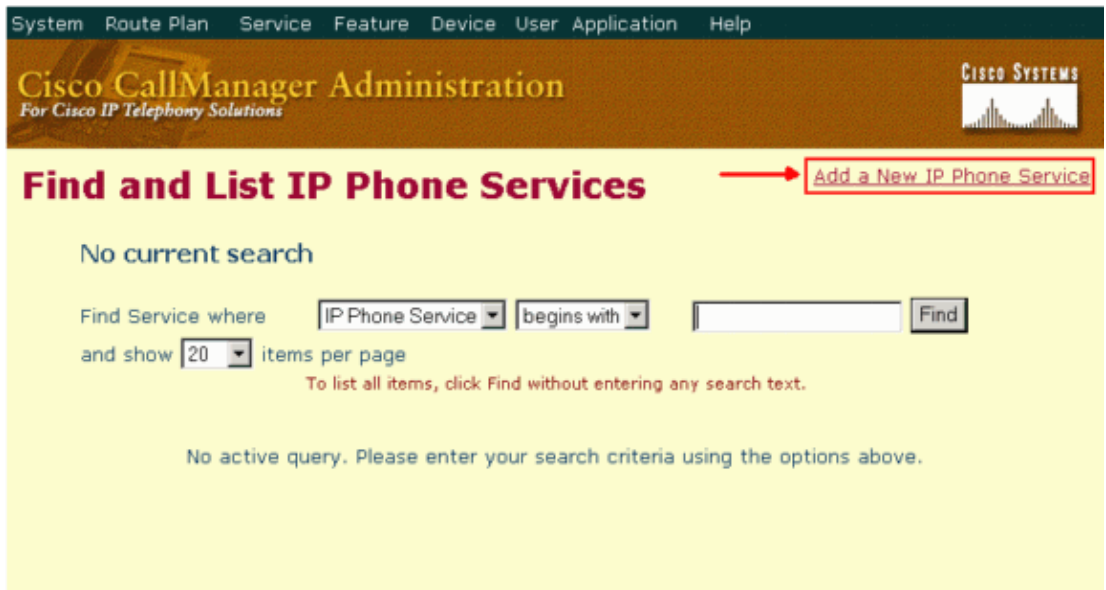 System Route Plan Service Feature Device User Application Help
Cisco CallManager Administration
For Cisco IP Telephony Solutions
CISCO SYSTEMS
Find and List IP Phone Services
Add a New IP Phone Service
No current search
Find Service where IP Phone Service begins with Find
and show 20 items per page
To list all items, click Find without entering any search text.
No active query. Please enter your search criteria using the options above.